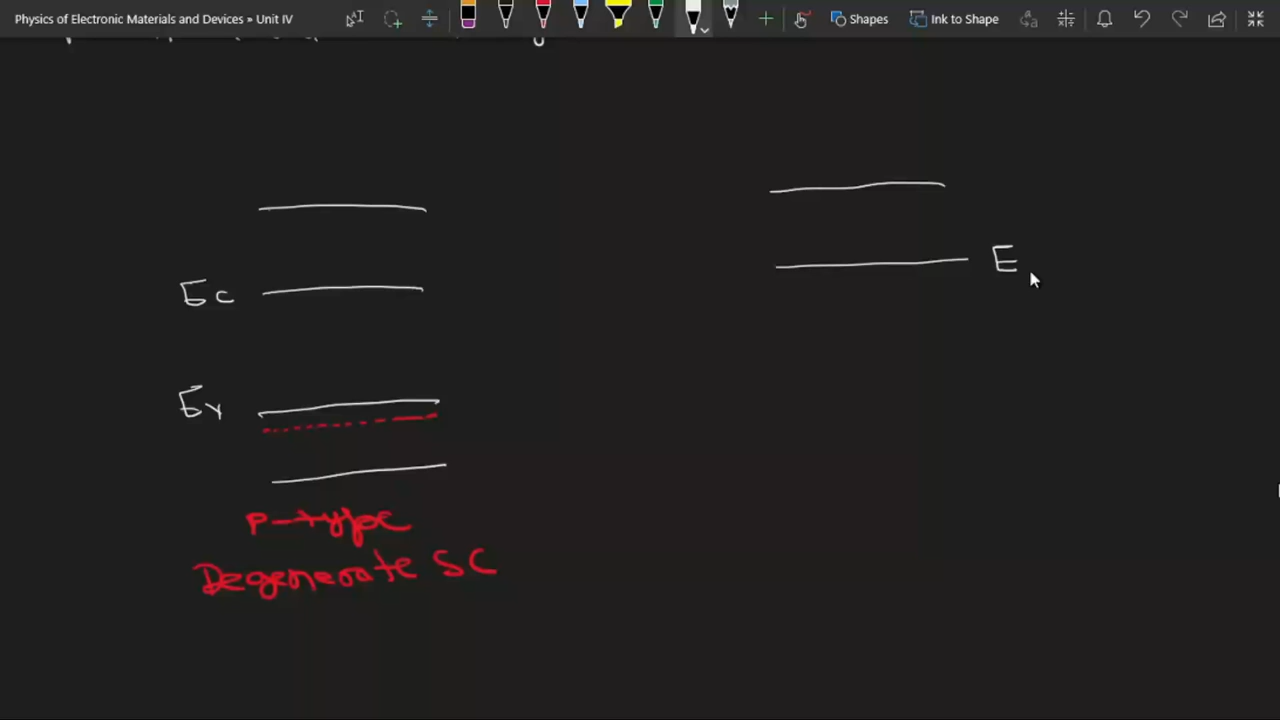 Physics of Electronic Materials and Devices » Unit IV
Shapes
Ink to Shape
Ec
E
Ev
P-type
Degenerate SC